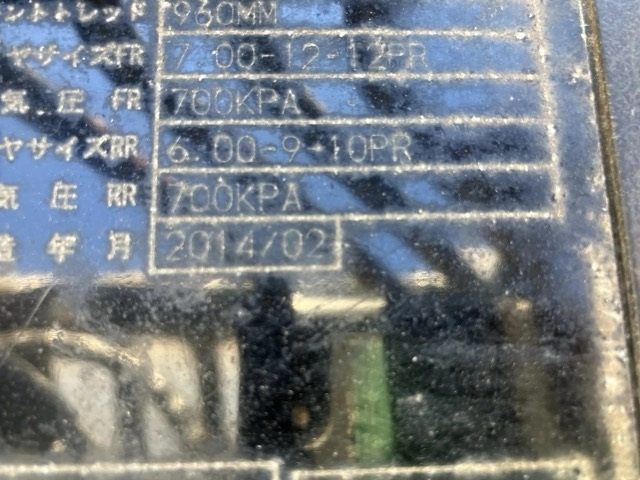 ントトレッド 960MM
ヤサイズFR 7.00-12-12PR
気圧 FR 700KPA
ヤサイズRR 6.00-9-10PR
気圧 RR 700KPA
造年月 2014/02